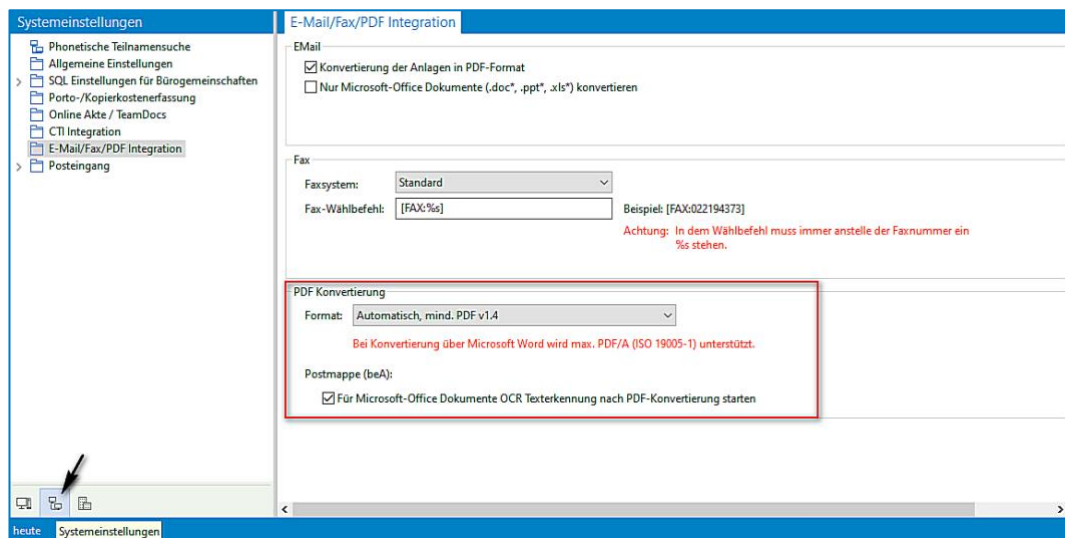 Systemeinstellungen
Phonetische Teilnamensuche
Allgemeine Einstellungen
SQL Einstellungen für Bürogemeinschaften
Porto-/Kopierkostenerfassung
Online Akte / TeamDocs
CTI Integration
E-Mail/Fax/PDF Integration
Posteingang
E-Mail/Fax/PDF Integration
EMail
Konvertierung der Anlagen in PDF-Format
Nur Microsoft-Office Dokumente (.doc*, .ppt*, .xls*) konvertieren
Fax
Faxsystem: Standard
Fax-Wählbefehl: [FAX:%s] Beispiel: [FAX:022194373]
Achtung: In dem Wählbefehl muss immer anstelle der Faxnummer ein
%s stehen.
PDF Konvertierung
Format: Automatisch, mind. PDF v1.4
Bei Konvertierung über Microsoft Word wird max. PDF/A (ISO 19005-1) unterstützt.
Postmappe (beA):
Für Microsoft-Office Dokumente OCR Texterkennung nach PDF-Konvertierung starten
heute Systemeinstellungen